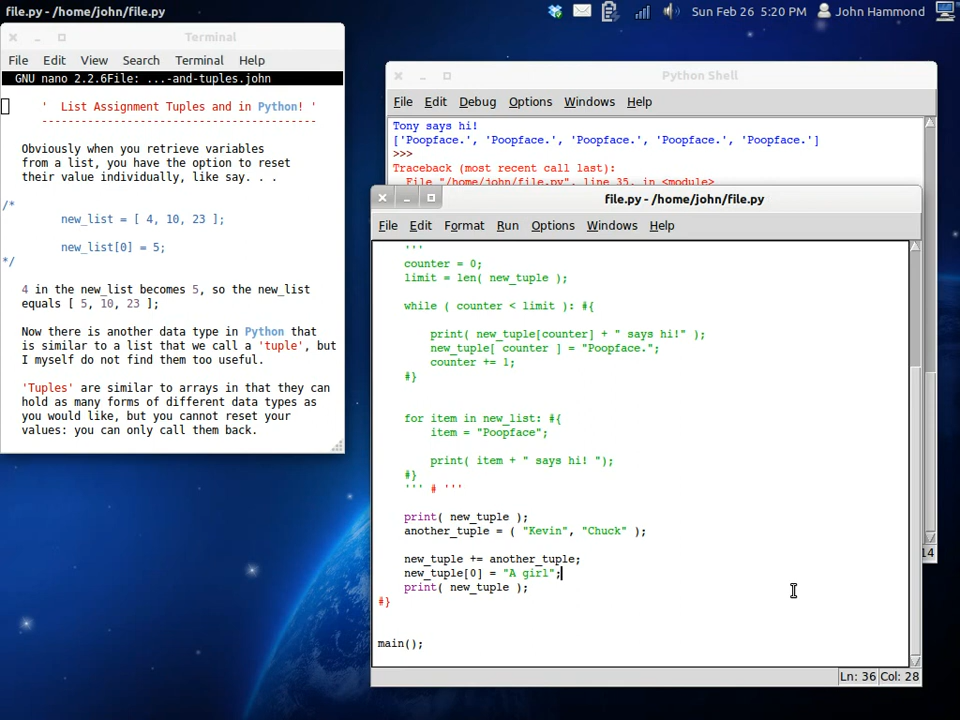 file.py - /home/john/file.py
Sun Feb 26 5:20 PM John Hammond
Terminal
File Edit View Search Terminal Help
GNU nano 2.2.6File: ...-and-tuples.john
' List Assignment Tuples and in Python! '
-----------------------------------------
Obviously when you retrieve variables
from a list, you have the option to reset
their value individually, like say. . .
/*
new_list = [ 4, 10, 23 ];
new_list[0] = 5;
*/
4 in the new_list becomes 5, so the new_list
equals [ 5, 10, 23 ];
Now there is another data type in Python that
is similar to a list that we call a 'tuple', but
I myself do not find them too useful.
'Tuples' are similar to arrays in that they can
hold as many forms of different data types as
you would like, but you cannot reset your
values: you can only call them back.
Python Shell
File Edit Debug Options Windows Help
Tony says hi!
['Poopface.', 'Poopface.', 'Poopface.', 'Poopface.', 'Poopface.']
>>>
Traceback (most recent call last):
File "/home/john/file.py", line 35, in <module>
14
file.py - /home/john/file.py
File Edit Format Run Options Windows Help
'''
counter = 0;
limit = len( new_tuple );
while ( counter < limit ): #{
print( new_tuple[counter] + " says hi!" );
new_tuple[ counter ] = "Poopface.";
counter += 1;
#}
for item in new_list: #{
item = "Poopface";
print( item + " says hi! ");
#}
''' # '''
print( new_tuple );
another_tuple = ( "Kevin", "Chuck" );
new_tuple += another_tuple;
new_tuple[0] = "A girl";
print( new_tuple );
#}
main();
Ln: 36 Col: 28